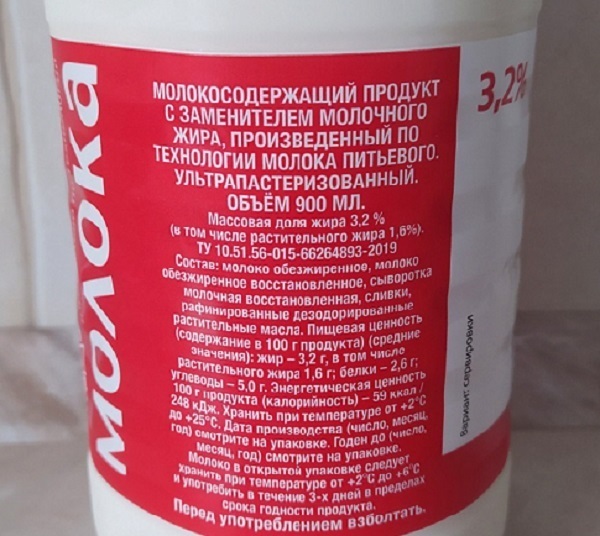 молока
МОЛОКОСОДЕРЖАЩИЙ ПРОДУКТ
С ЗАМЕНИТЕЛЕМ МОЛОЧНОГО
ЖИРА, ПРОИЗВЕДЕННЫЙ ПО
ТЕХНОЛОГИИ МОЛОКА ПИТЬЕВОГО.
УЛЬТРАПАСТЕРИЗОВАННЫЙ.
ОБЪЁМ 900 МЛ.
Массовая доля жира 3,2 %
(в том числе растительного жира 1,6%).
ТУ 10.51.56-015-66264893-2019
Состав: молоко обезжиренное, молоко
обезжиренное восстановленное, сыворотка
молочная восстановленная, сливки,
рафинированные дезодорированные
растительные масла. Пищевая ценность
(содержание в 100 г продукта) (средние
значения): жир – 3,2 г, в том числе
растительного жира 1,6 г; белки – 2,6 г;
углеводы – 5,0 г. Энергетическая ценность
100 г продукта (калорийность) – 59 ккал /
248 кДж. Хранить при температуре от +2°С
до +25°С. Дата производства (число, месяц,
год) смотрите на упаковке. Годен до (число,
месяц, год) смотрите на упаковке.
Молоко в открытой упаковке следует
хранить при температуре от +2°С до +6°С
и употребить в течение 3-х дней в пределах
срока годности продукта.
Перед употреблением взболтать.
3,2%
Вариант сервировки